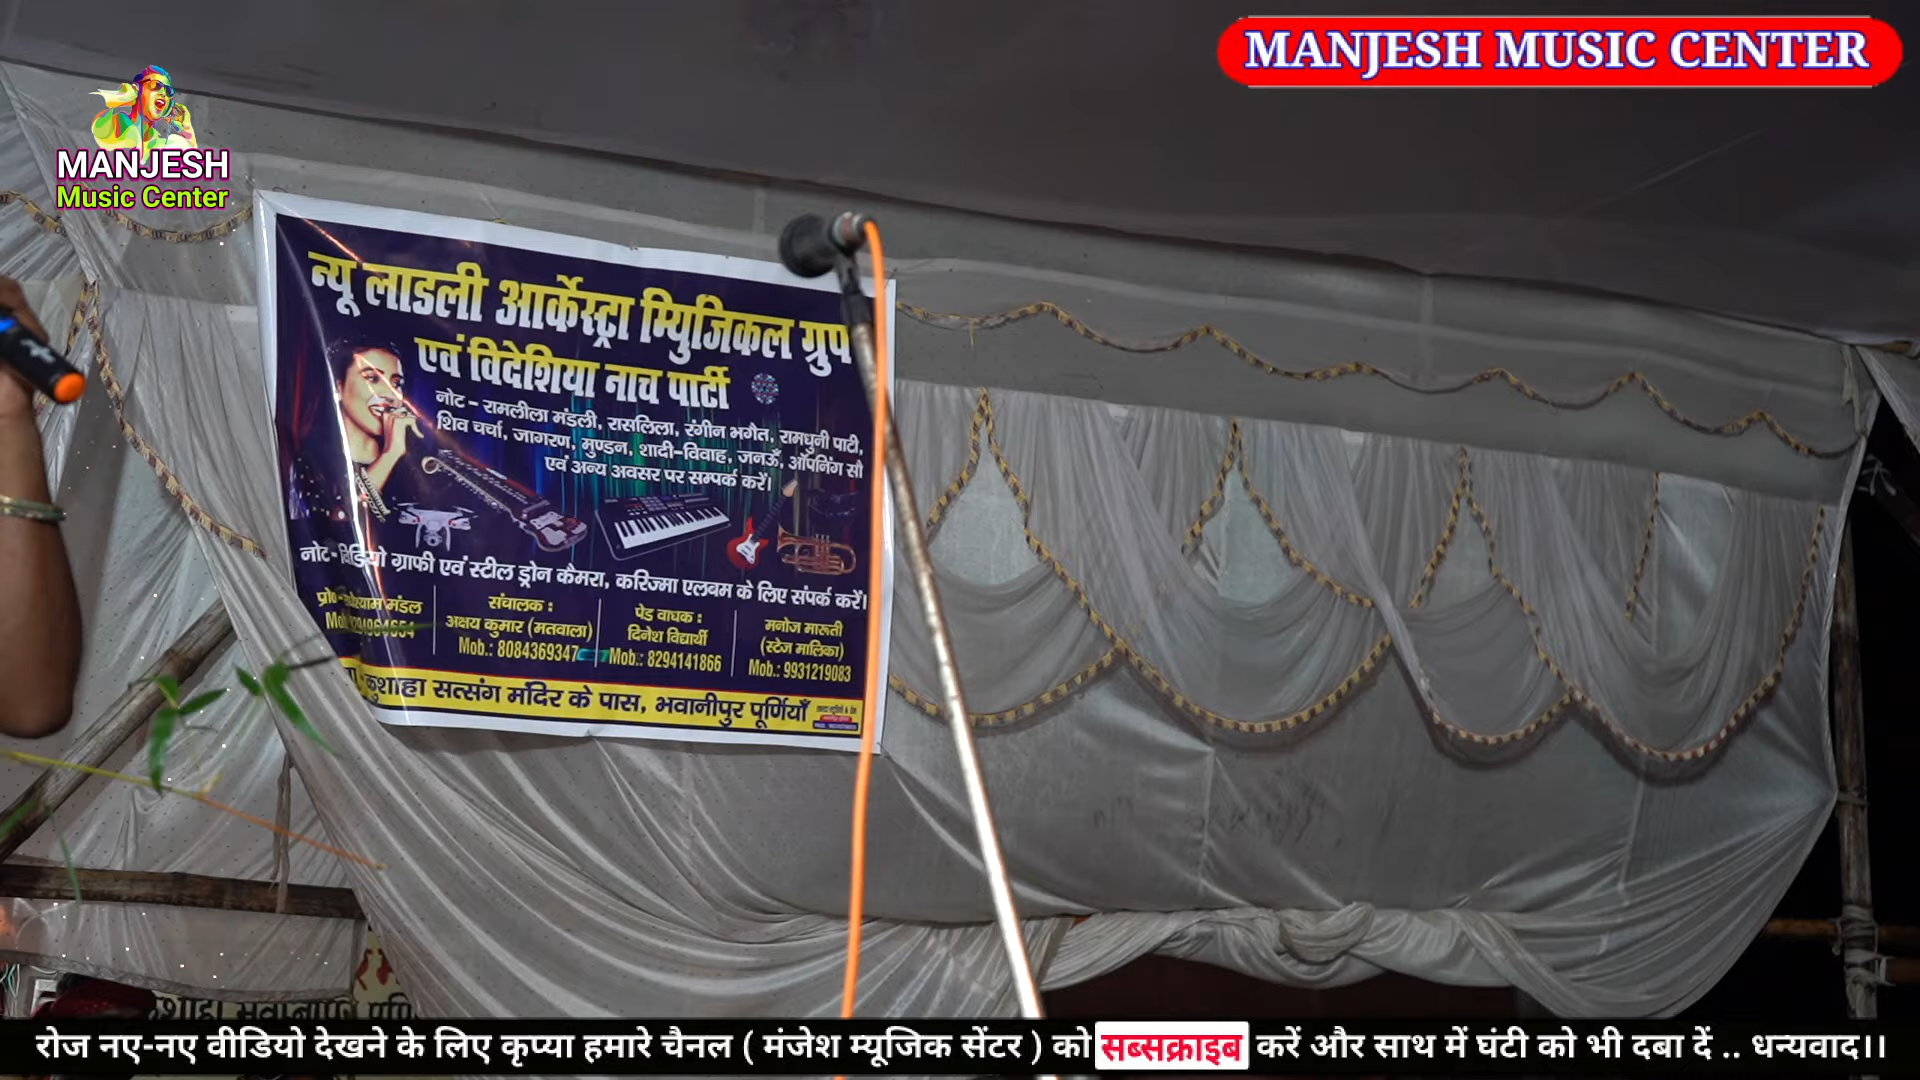 MANJESH MUSIC CENTER
MANJESH
Music Center
न्यू लाडली आर्केस्ट्रा म्यिुजिकल ग्रुप
एवं विदेशिया नाच पार्टी
नोट - रामलीला मंडली, रासलिला, रंगीन भगैत, रामधुनी पाटी,
शिव चर्चा, जागरण, मुण्डन, शादी-विवाह, जनऊँ, ऑपनिंग सौ
एवं अन्य अवसर पर सम्पर्क करें।
नोट-विडियो ग्राफी एवं स्टील ड्रोन कैमरा, करिज्मा एलबम के लिए संपर्क करें।
प्रो०- मंडल
संचालक :
अक्षय कुमार (मतवाला)
Mob.: 8084369347
पेड वाधक :
दिनेश विद्यार्थी
Mob.: 8294141866
मनोज मारूती
(स्टेज मालिका)
Mob.: 9931219083
कुशाहा सत्संग मंदिर के पास, भवानीपुर पूर्णियाँ
रोज नए-नए वीडियो देखने के लिए कृप्या हमारे चैनल ( मंजेश म्यूजिक सेंटर ) को सब्सक्राइब करें और साथ में घंटी को भी दबा दें .. धन्यवाद।।